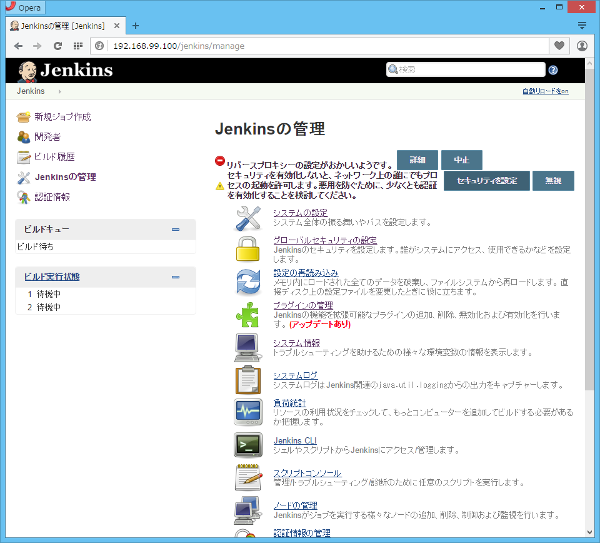 Opera
Jenkinsの管理 [Jenkins]
192.168.99.100/jenkins/manage
Jenkins
検索
Jenkins
自動リロードをon
新規ジョブ作成
開発者
ビルド履歴
Jenkinsの管理
認証情報
ビルドキュー
ビルド待ち
ビルド実行状態
1 待機中
2 待機中
Jenkinsの管理
リバースプロキシーの設定がおかしいようです。
詳細
中止
セキュリティを有効化しないと、ネットワーク上の誰にでもプロ
セスの起動を許可します。悪用を防ぐために、少なくとも認証
を有効化することを検討してください。
セキュリティを設定
無視
システムの設定
システム全体の振る舞いやパスを設定します。
グローバルセキュリティの設定
Jenkinsのセキュリティを設定します。誰がシステムにアクセス、使用できるかなどを設定
します。
設定の再読み込み
メモリ内にロードされた全てのデータを破棄し、ファイルシステムから再ロードします。 直
接ディスク上の設定ファイルを変更したときに役に立ちます。
プラグインの管理
Jenkinsの機能を拡張可能なプラグインの追加、削除、無効化および有効化を行いま
す。 (アップデートあり)
システム情報
トラブルシューティングを助けるための様々な環境変数の情報を表示します。
システムログ
システムログは Jenkins関連のjava.util.loggingからの出力をキャプチャーします。
負荷統計
リソースの利用状況をチェックして、もっとコンピューターを追加してビルドする必要がある
か把握します。
Jenkins CLI
シェルやスクリプトからJenkinsにアクセス/管理します。
スクリプトコンソール
管理/トラブルシューティング/診断のために任意のスクリプトを実行します。
ノードの管理
Jenkinsがジョブを実行する様々なノードの追加、削除、制御および監視を行います。
認証情報の管理